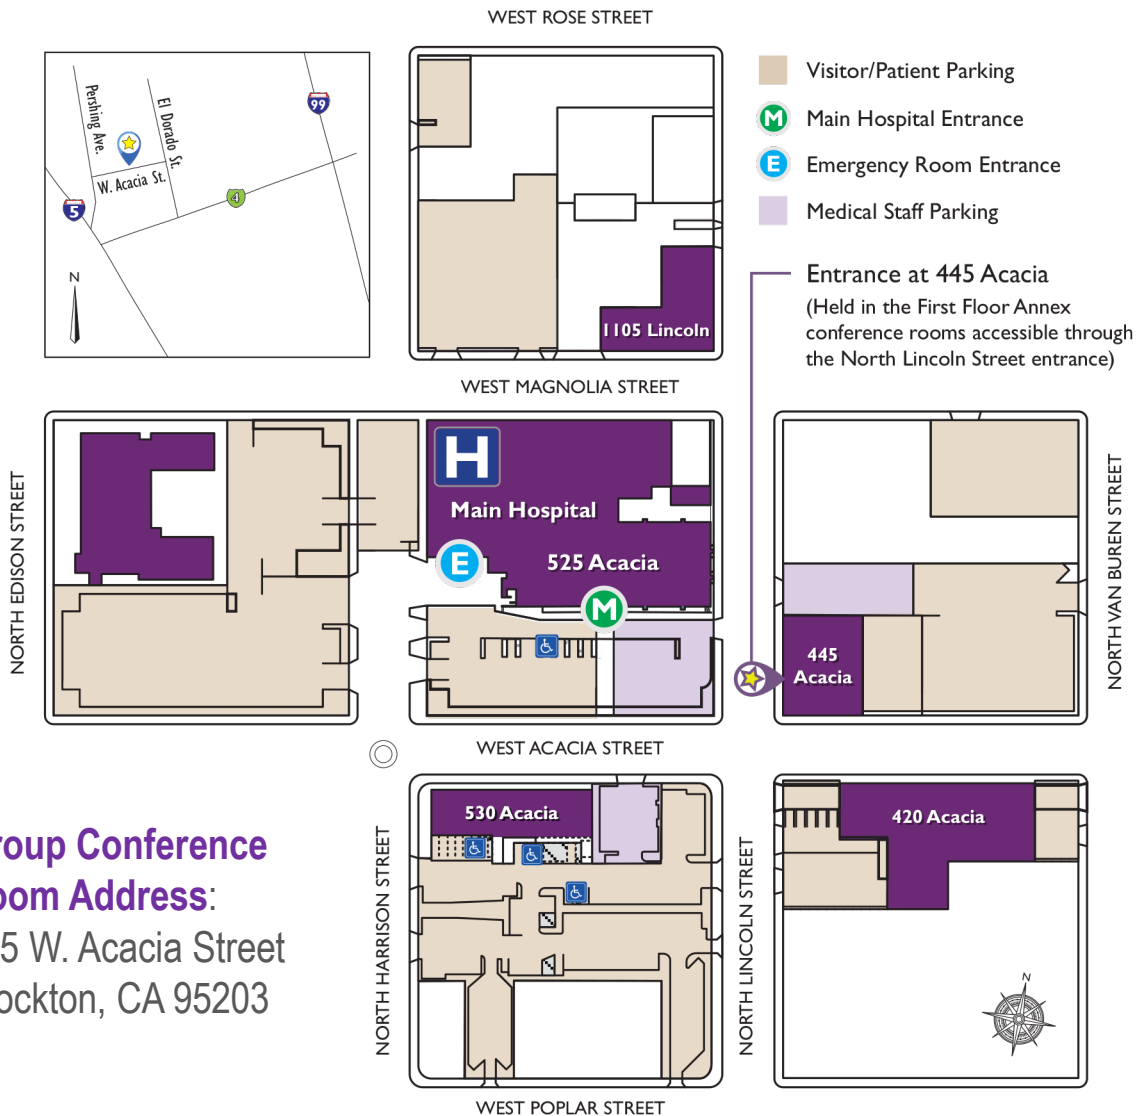 WEST ROSE STREET
Pershing Ave.
El Dorado St.
W. Acacia St.
99
5
4
N
Visitor/Patient Parking
M Main Hospital Entrance
E Emergency Room Entrance
Medical Staff Parking
Entrance at 445 Acacia
(Held in the First Floor Annex
conference rooms accessible through
the North Lincoln Street entrance)
1105 Lincoln
WEST MAGNOLIA STREET
NORTH EDISON STREET
H
Main Hospital
525 Acacia
E
M
445
Acacia
NORTH VAN BUREN STREET
WEST ACACIA STREET
530 Acacia
420 Acacia
NORTH HARRISON STREET
NORTH LINCOLN STREET
roup Conference
oom Address:
5 W. Acacia Street
ockton, CA 95203
N
WEST POPLAR STREET